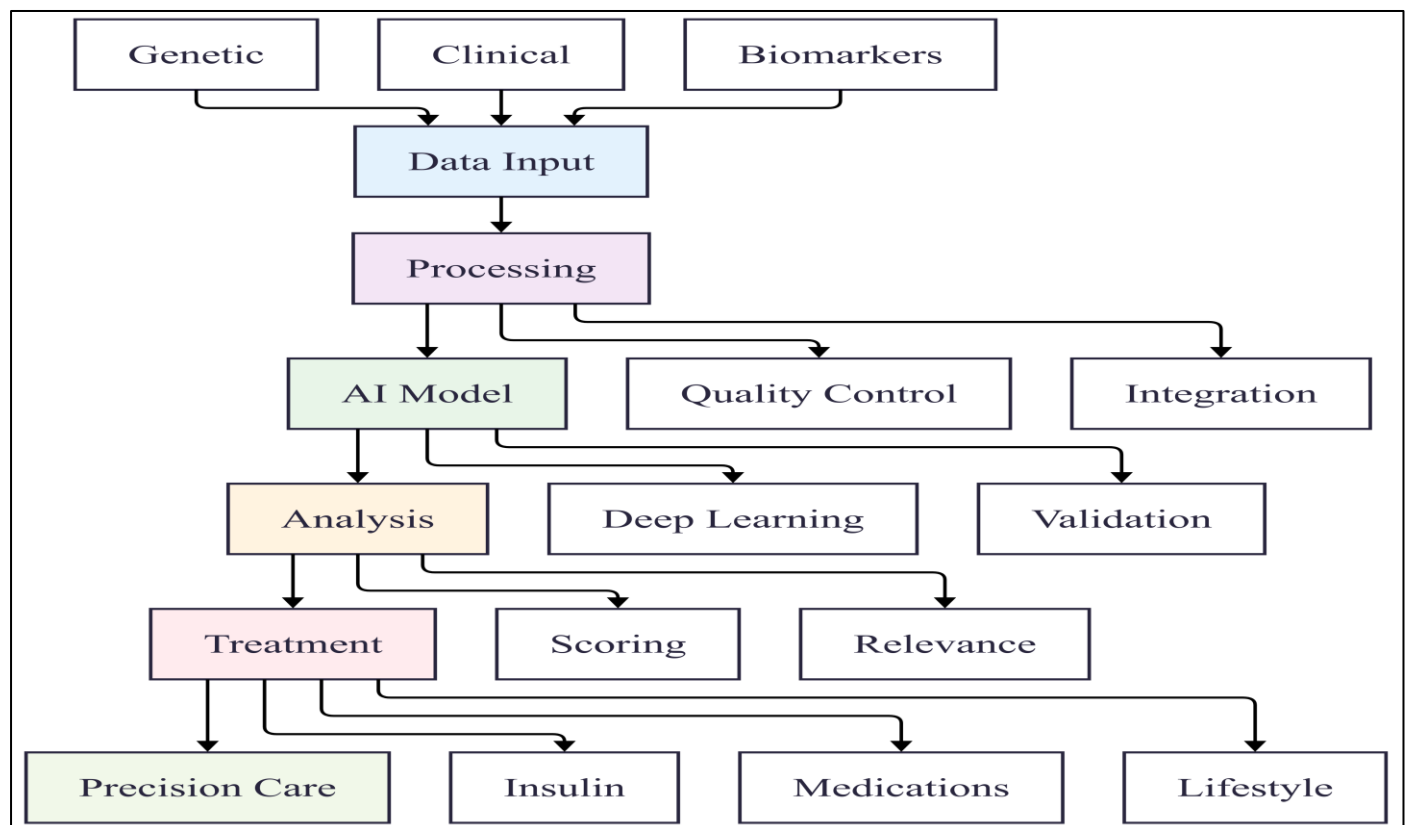 Genetic
Clinical
Biomarkers
Data Input
Processing
AI Model
Quality Control
Integration
Analysis
Deep Learning
Validation
Treatment
Scoring
Relevance
Precision Care
Insulin
Medications
Lifestyle